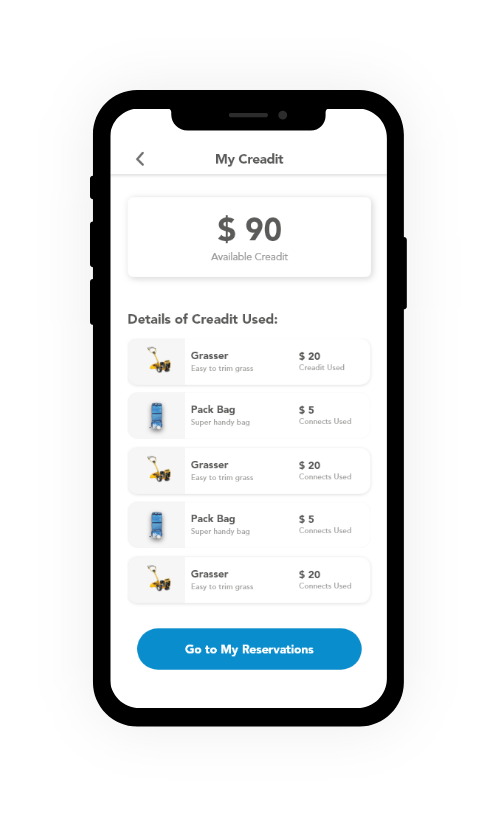 My Creadit
$ 90
Available Creadit
Details of Creadit Used:
Grasser
$ 20
Easy to trim grass
Creadit Used
Pack Bag
$ 5
Super handy bag
Connects Used
Grasser
$ 20
Easy to trim grass
Connects Used
Pack Bag
$ 5
Super handy bag
Connects Used
Grasser
$ 20
Easy to trim grass
Connects Used
Go to My Reservations